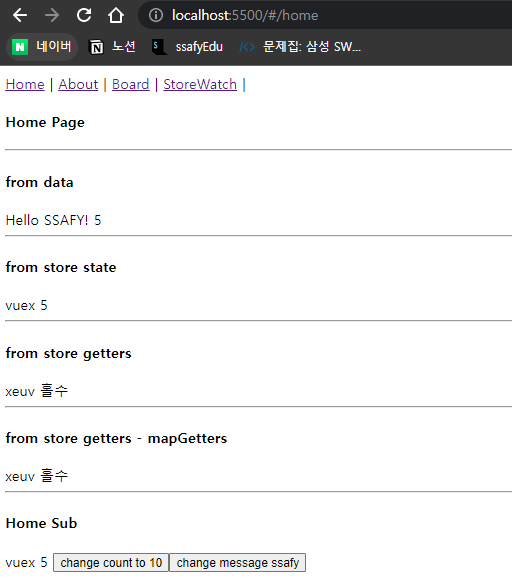 localhost:5500/#/home
N 네이버 N 노션 $ ssafyEdu </> 문제집: 삼성 SW...
Home | About | Board | StoreWatch |
Home Page
from data
Hello SSAFY! 5
from store state
vuex 5
from store getters
xeuv 홀수
from store getters - mapGetters
xeuv 홀수
Home Sub
vuex 5 change count to 10 change message ssafy